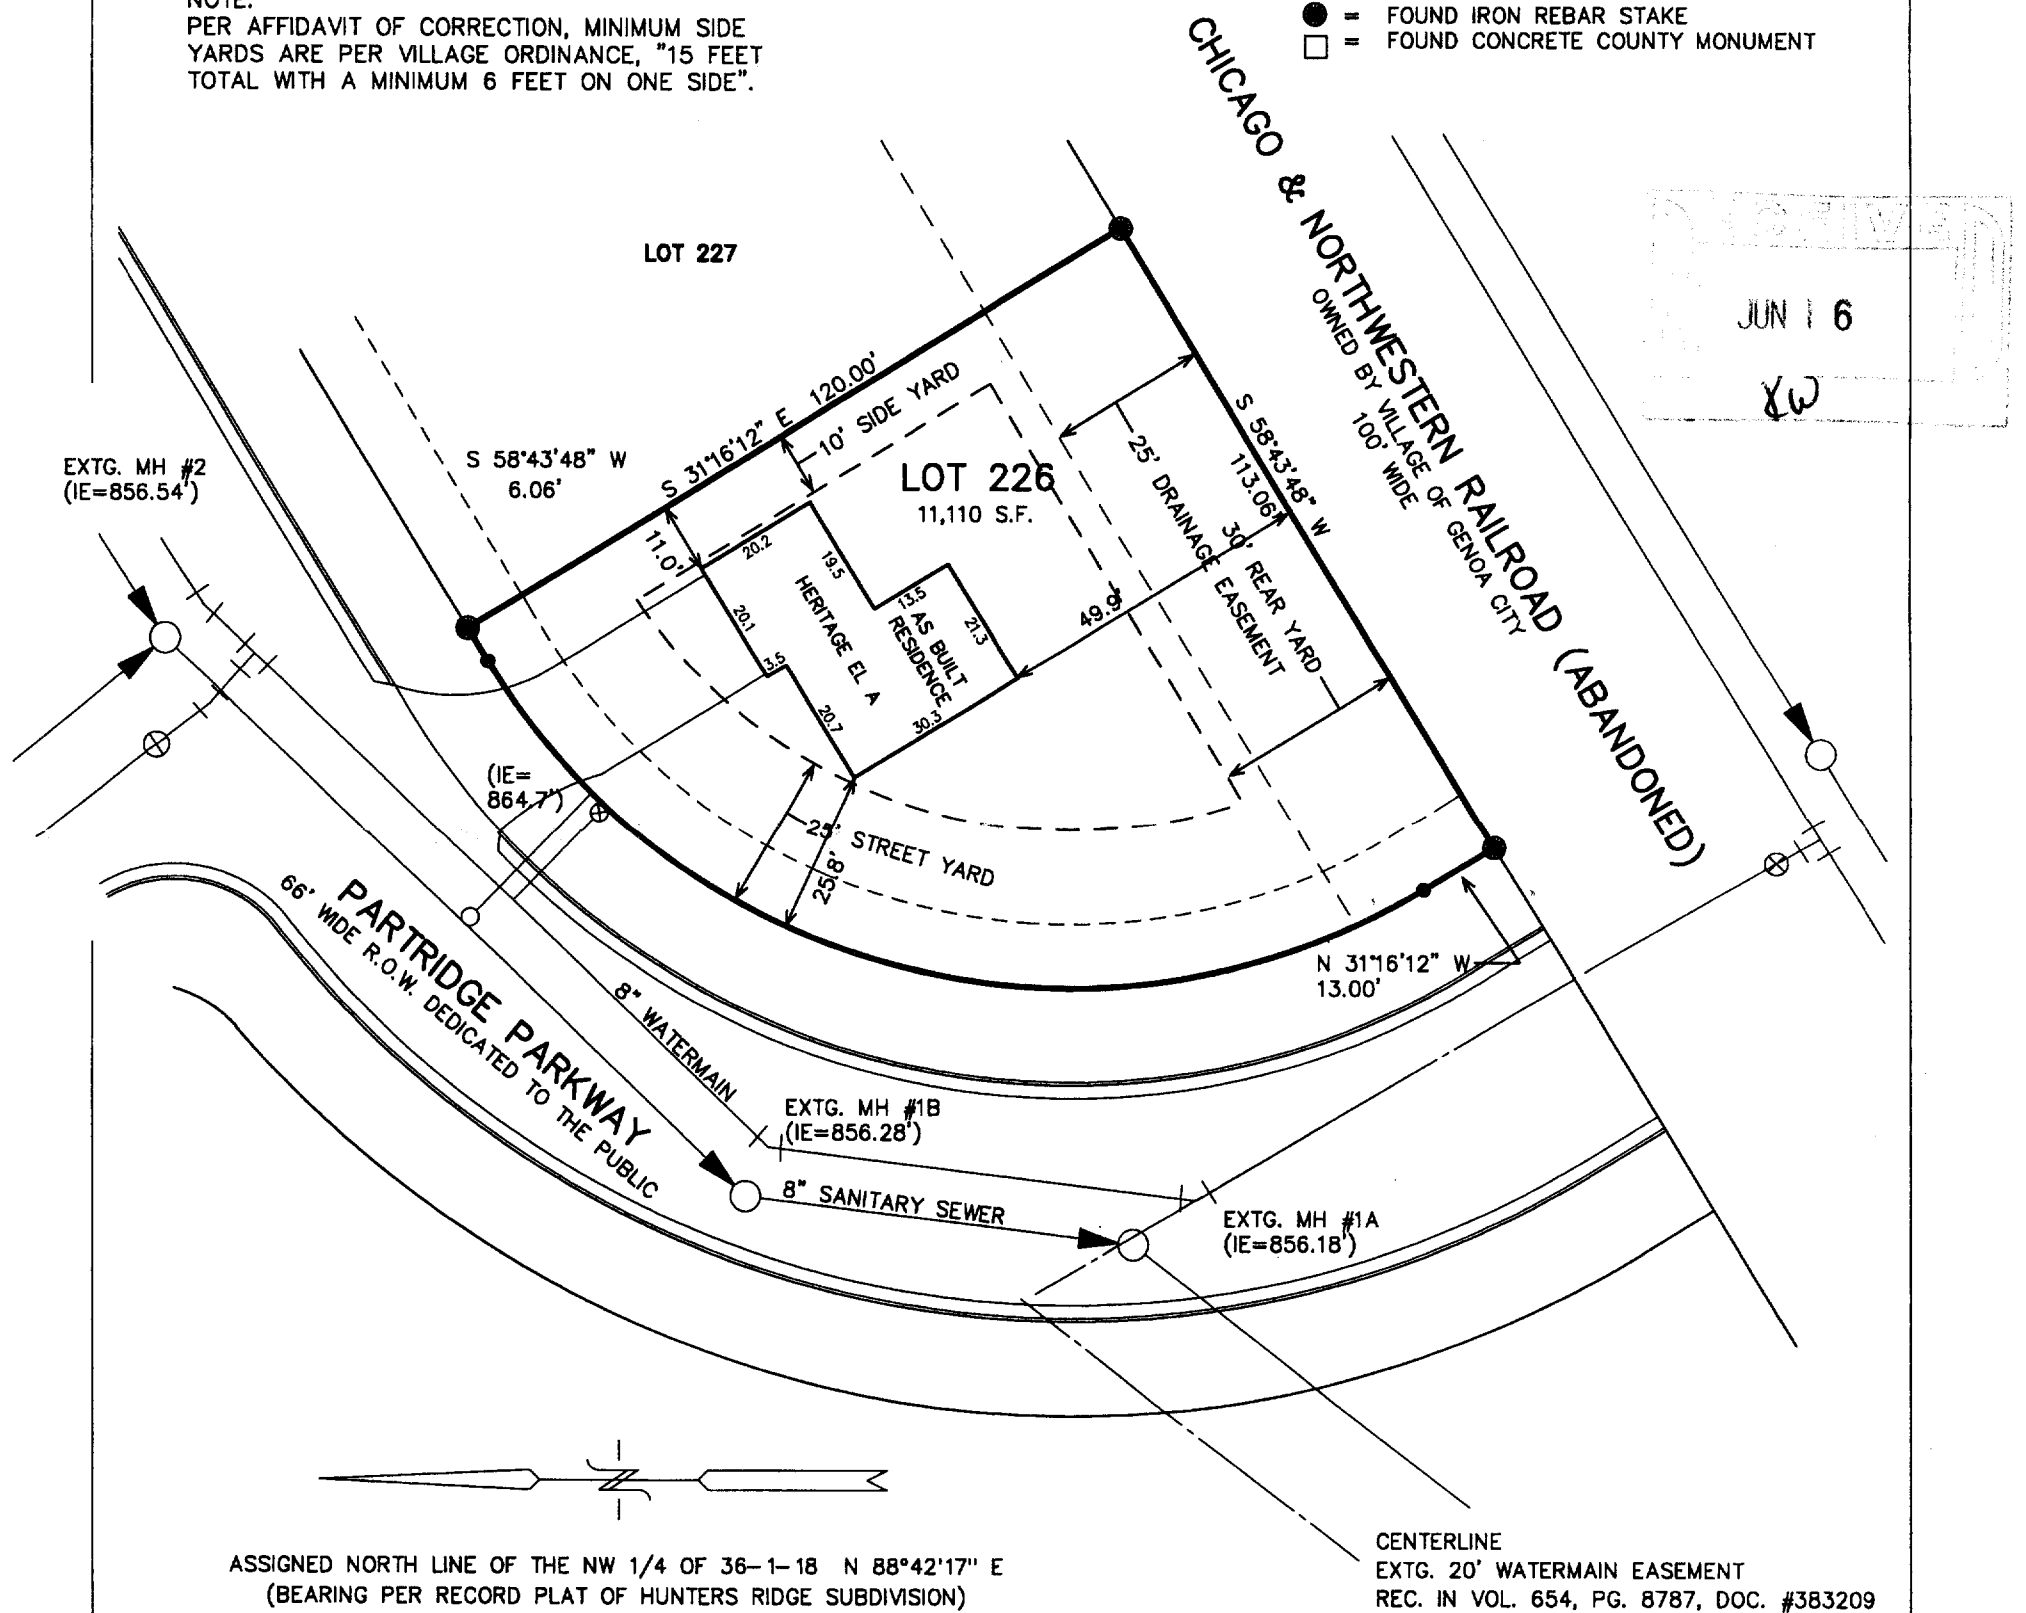 NOTE:
PER AFFIDAVIT OF CORRECTION, MINIMUM SIDE
YARDS ARE PER VILLAGE ORDINANCE, "15 FEET
TOTAL WITH A MINIMUM 6 FEET ON ONE SIDE".
= FOUND IRON REBAR STAKE
= FOUND CONCRETE COUNTY MONUMENT
CHICAGO & NORTHWESTERN RAILROAD (ABANDONED)
OWNED BY VILLAGE OF GENOA CITY
100' WIDE
JUN 16
KW
LOT 227
S 31°16'12" E 120.00'
10' SIDE YARD
S 58°43'48" W
6.06'
EXTG. MH #2
(IE=856.54')
LOT 226
11,110 S.F.
S 58°43'48" W
113.06'
25' DRAINAGE EASEMENT
30' REAR YARD
11.0'
20.2
19.5
13.5
21.3
20.1
3.5
20.7
30.3
49.9'
HERITAGE EL A
AS BUILT
RESIDENCE
(IE=
864.7')
25' STREET YARD
25.8'
N 31°16'12" W
13.00'
PARTRIDGE PARKWAY
66' WIDE R.O.W. DEDICATED TO THE PUBLIC
8" WATERMAIN
EXTG. MH #1B
(IE=856.28')
8" SANITARY SEWER
EXTG. MH #1A
(IE=856.18')
ASSIGNED NORTH LINE OF THE NW 1/4 OF 36-1-18 N 88°42'17" E
(BEARING PER RECORD PLAT OF HUNTERS RIDGE SUBDIVISION)
CENTERLINE
EXTG. 20' WATERMAIN EASEMENT
REC. IN VOL. 654, PG. 8787, DOC. #383209